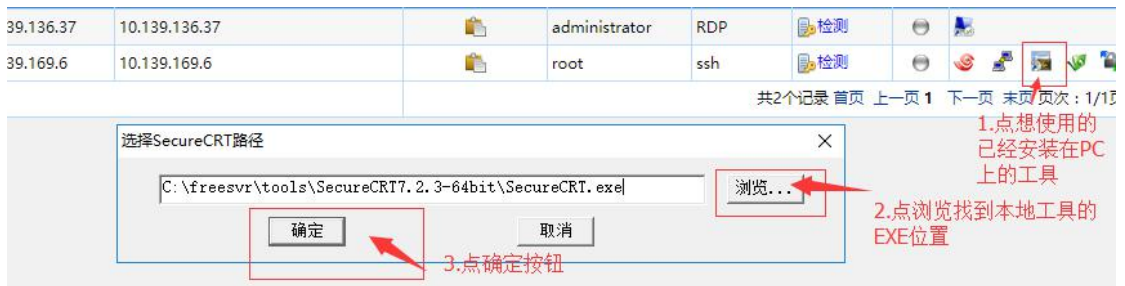 39.136.37 10.139.136.37 administrator RDP 检测
39.169.6 10.139.169.6 root ssh 检测
共2个记录 首页 上一页 1 下一页 末页 页次：1/1页
1.点想使用的
已经安装在PC
上的工具
选择SecureCRT路径
C:\freesvr\tools\SecureCRT7.2.3-64bit\SecureCRT.exe 浏览...
2.点浏览找到本地工具的
EXE位置
确定 取消
3.点确定按钮